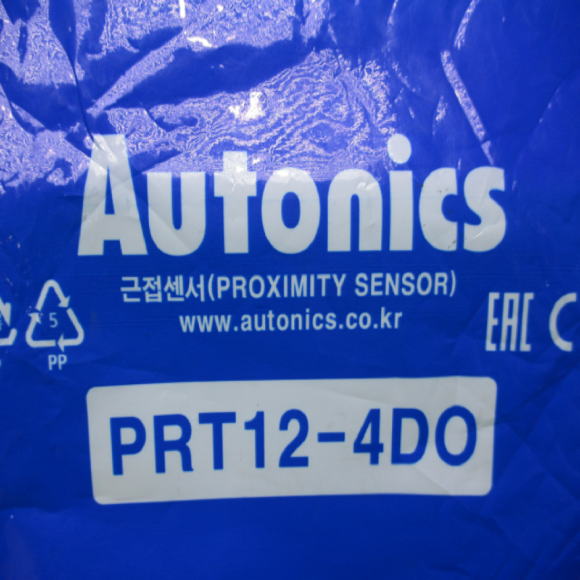 Autonics
근접센서(PROXIMITY SENSOR)
www.autonics.co.kr
5
PP
EAC
PRT12-4DO